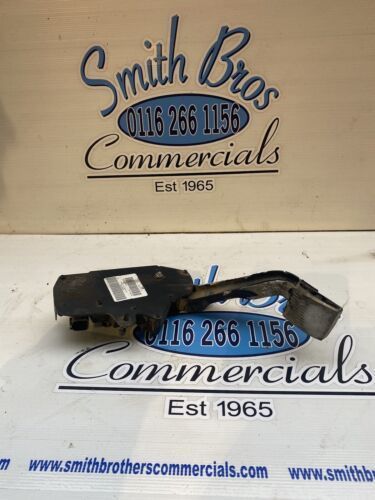 Smith Bros
0116 266 1156
Commercials
Est 1965
Bros
0116 266 1156
Commercials
Est 1965
www.smithbrotherscommercials.com
www.smithbr